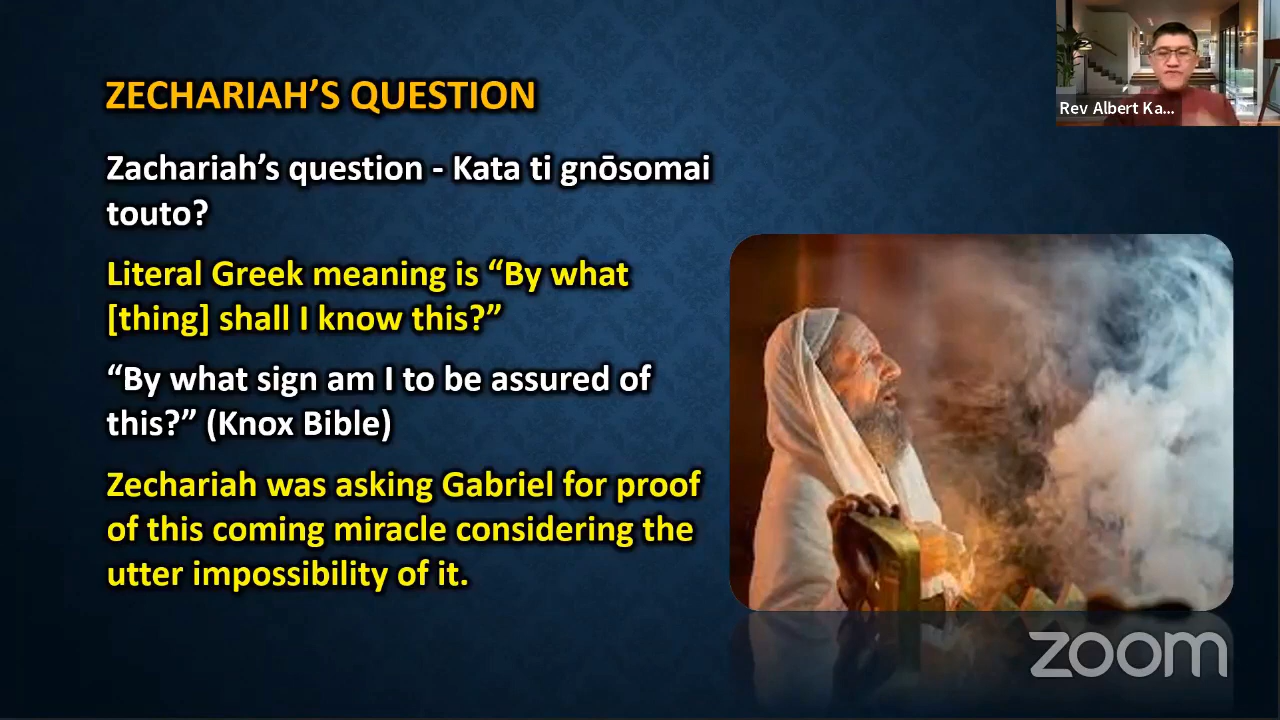 ZECHARIAH’S QUESTION
Zachariah’s question - Kata ti gnōsomai
touto?
Literal Greek meaning is “By what
[thing] shall I know this?”
“By what sign am I to be assured of
this?” (Knox Bible)
Zechariah was asking Gabriel for proof
of this coming miracle considering the
utter impossibility of it.
Rev Albert Ka...
zoom